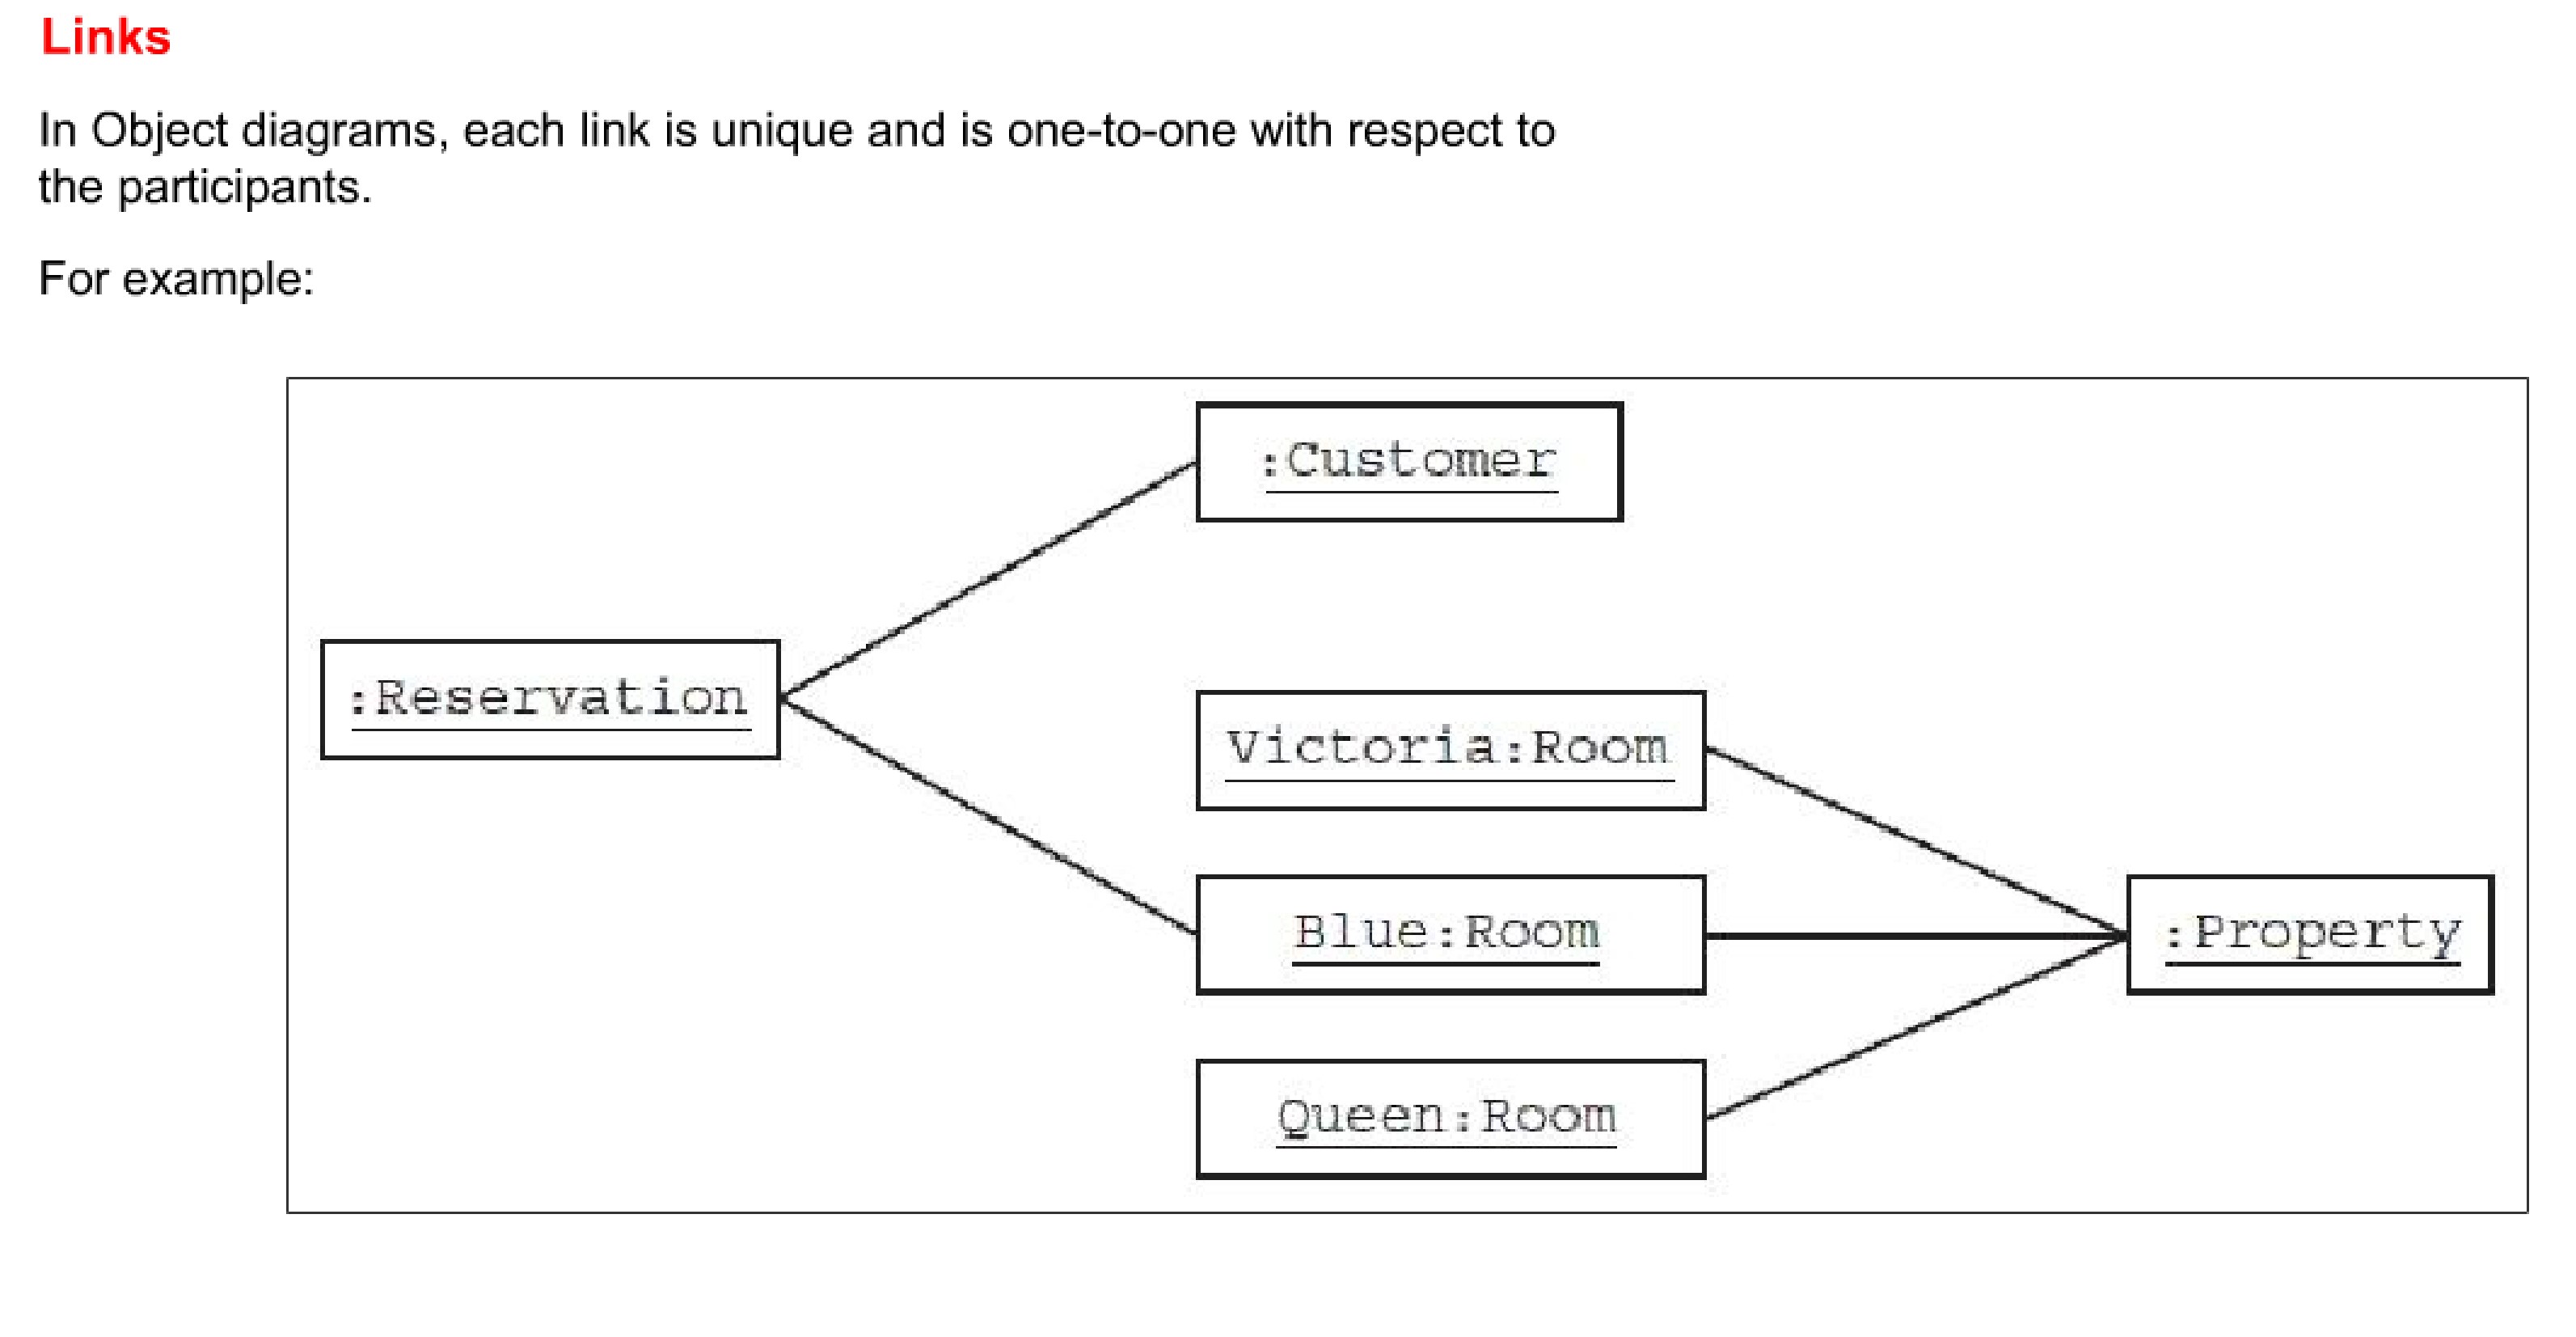 Links
In Object diagrams, each link is unique and is one-to-one with respect to
the participants.
For example:
:Customer
:Reservation
Victoria:Room
Blue:Room
:Property
Queen:Room